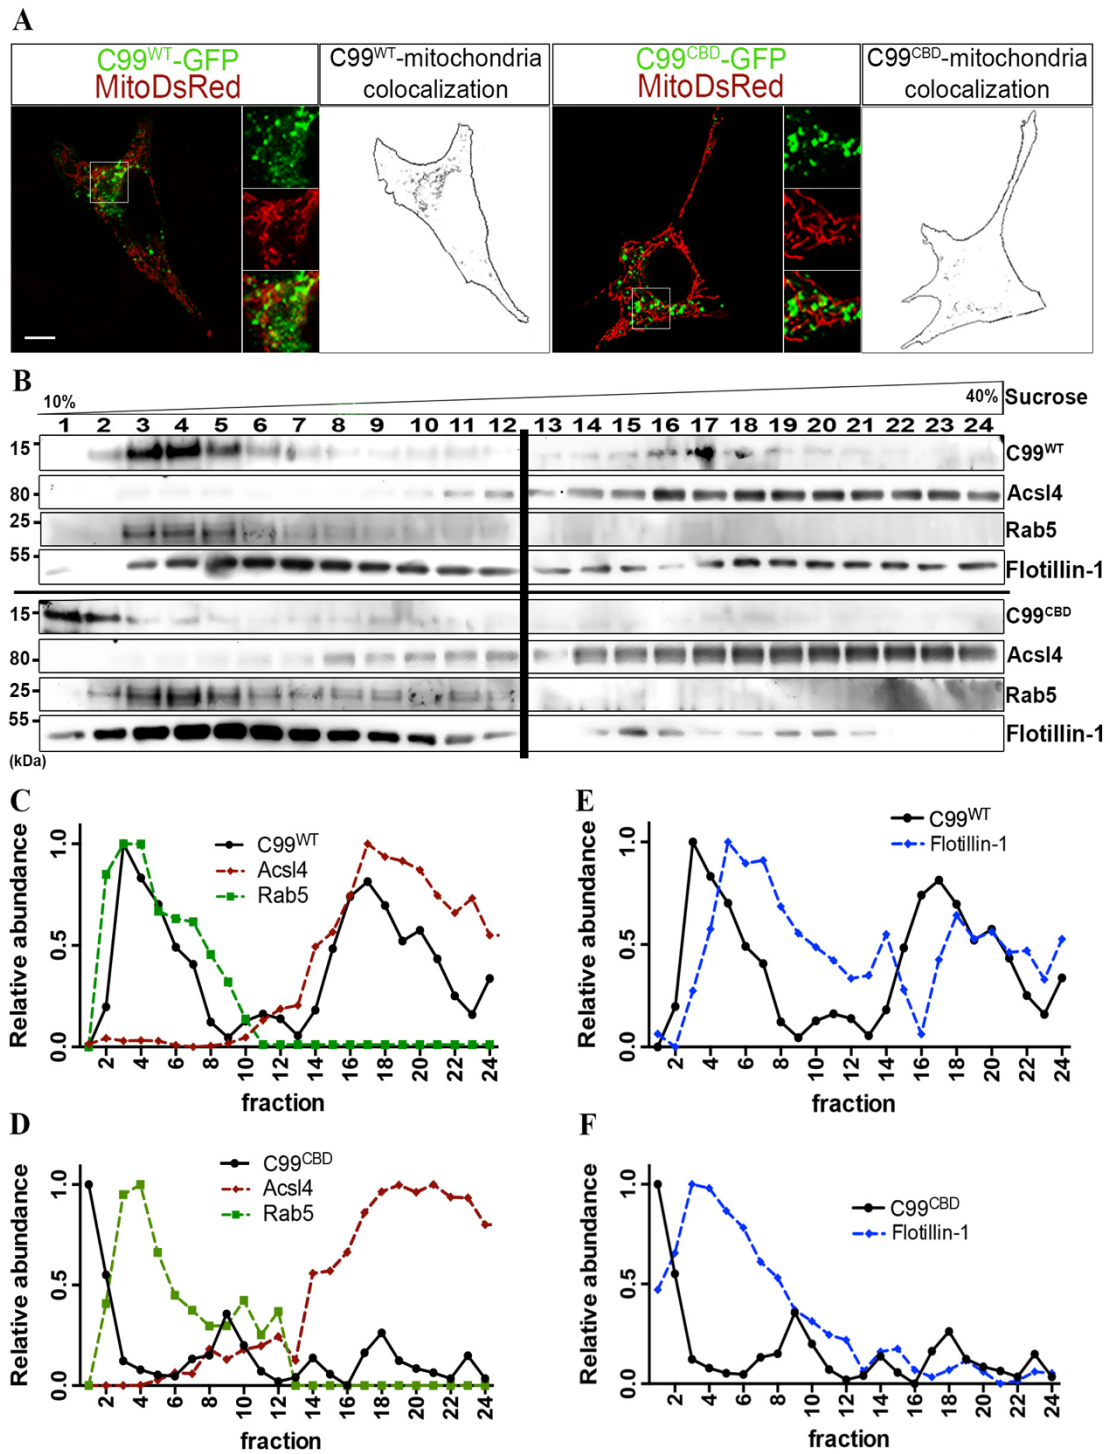 A
C99WT-GFP
MitoDsRed
C99WT-mitochondria
colocalization
C99CBD-GFP
MitoDsRed
C99CBD-mitochondria
colocalization
B
10% 40% Sucrose
1 2 3 4 5 6 7 8 9 10 11 12 13 14 15 16 17 18 19 20 21 22 23 24
15 C99WT
80 Acsl4
25 Rab5
55 Flotillin-1
15 C99CBD
80 Acsl4
25 Rab5
55 Flotillin-1
(kDa)
C
Relative abundance
1.0
0.5
0.0
C99WT
Acsl4
Rab5
2 4 6 8 10 12 14 16 18 20 22 24
fraction
E
Relative abundance
1.0
0.5
0.0
C99WT
Flotillin-1
2 4 6 8 10 12 14 16 18 20 22 24
fraction
D
Relative abundance
1.0
0.5
0.0
C99CBD
Acsl4
Rab5
2 4 6 8 10 12 14 16 18 20 22 24
fraction
F
Relative abundance
1.0
0.5
0.0
C99CBD
Flotillin-1
2 4 6 8 10 12 14 16 18 20 22 24
fraction